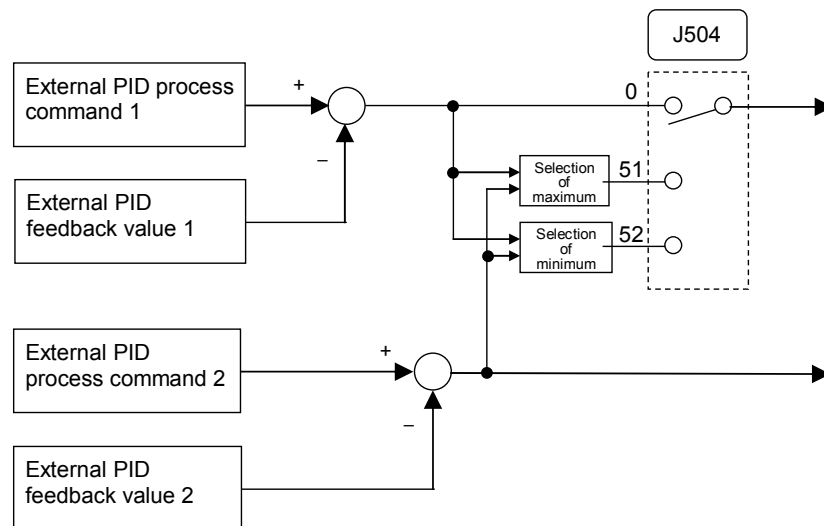 J504
External PID process
command 1
+
–
0
External PID
feedback value 1
Selection
of
maximum
51
Selection
of
minimum
52
External PID
process command 2
+
–
External PID
feedback value 2